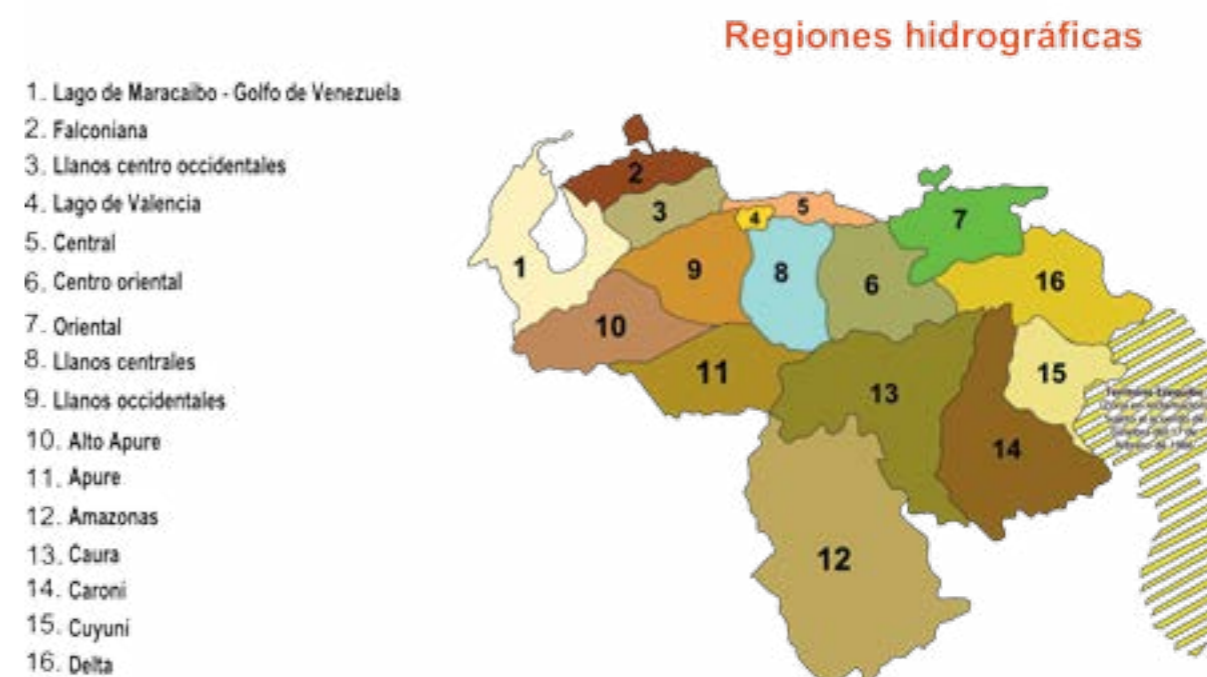 Regiones hidrográficas
1. Lago de Maracaibo - Golfo de Venezuela
2. Falconiana
3. Llanos centro occidentales
4. Lago de Valencia
5. Central
6. Centro oriental
7. Oriental
8. Llanos centrales
9. Llanos occidentales
10. Alto Apure
11. Apure
12. Amazonas
13. Caura
14. Caroni
15. Cuyuni
16. Delta
2
3
4
5
7
1
9
8
6
16
10
11
13
15
14
12